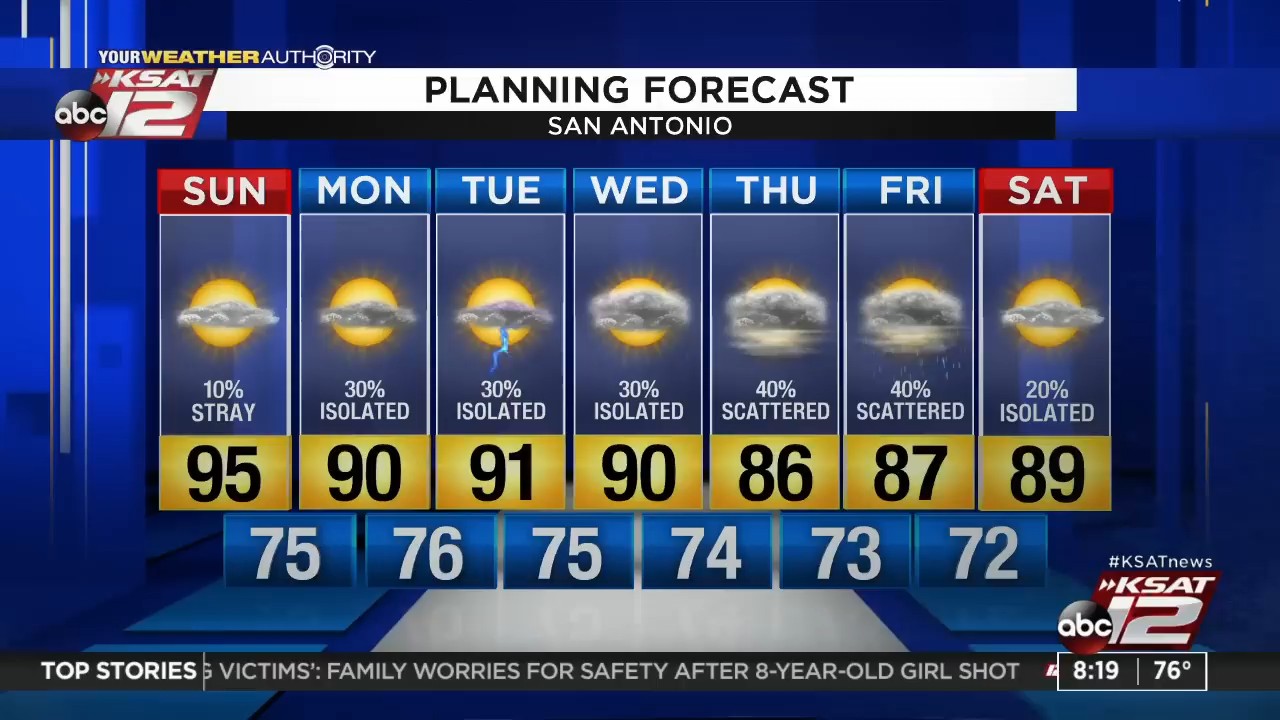 YOURWEATHERAUTHORITY
KSAT
abc 12
PLANNING FORECAST
SAN ANTONIO
SUN MON TUE WED THU FRI SAT
10% 30% 30% 30% 40% 40% 20%
STRAY ISOLATED ISOLATED ISOLATED SCATTERED SCATTERED ISOLATED
95 90 91 90 86 87 89
75 76 75 74 73 72
#KSATnews
KSAT
abc 12
TOP STORIES G VICTIMS': FAMILY WORRIES FOR SAFETY AFTER 8-YEAR-OLD GIRL SHOT 8:19 76°